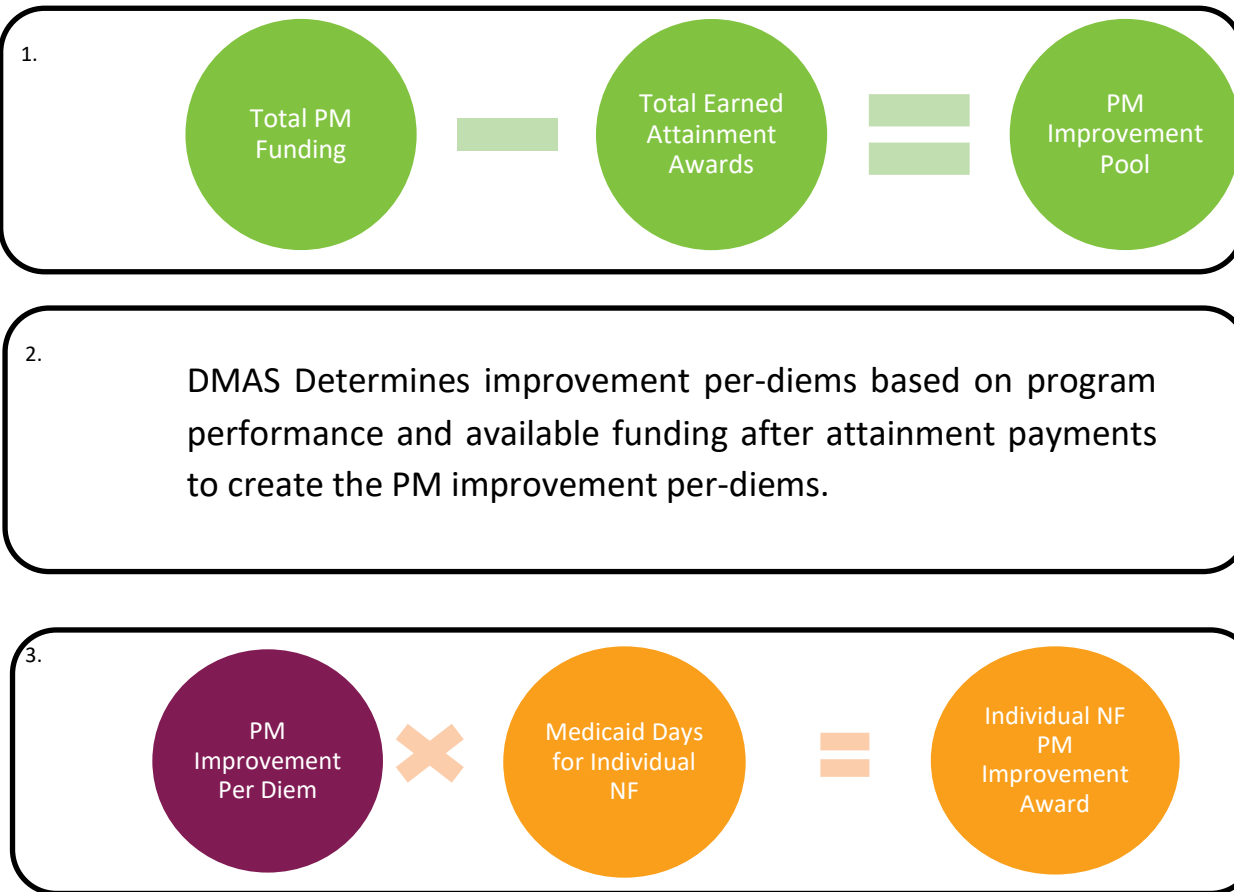 1.
Total PM
Funding
Total Earned
Attainment
Awards
PM
Improvement
Pool
2.
DMAS Determines improvement per-diems based on program
performance and available funding after attainment payments
to create the PM improvement per-diems.
3.
PM
Improvement
Per Diem
Medicaid Days
for Individual
NF
Individual NF
PM
Improvement
Award